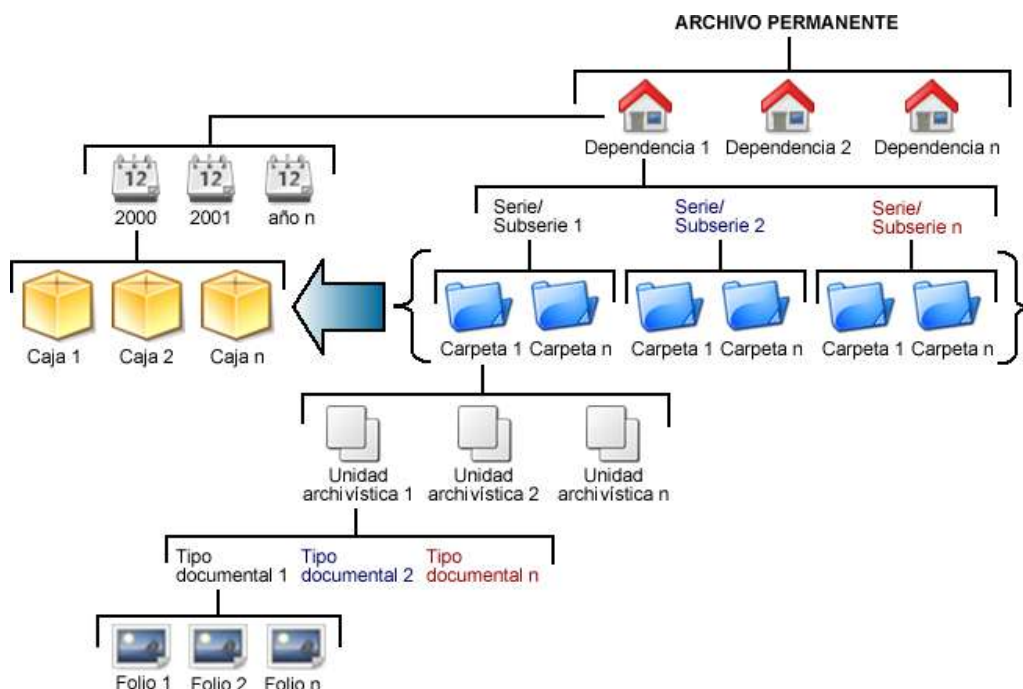 ARCHIVO PERMANENTE
Dependencia 1
Dependencia 2
Dependencia n
12
12
12
2000
2001
año n
Serie/
Subserie 1
Serie/
Subserie 2
Serie/
Subserie n
Caja 1
Caja 2
Caja n
Carpeta 1
Carpeta n
Carpeta 1
Carpeta n
Carpeta 1
Carpeta n
Unidad
archivística 1
Unidad
archivística 2
Unidad
archivística n
Tipo
documental 1
Tipo
documental 2
Tipo
documental n
Folio 1
Folio 2
Folio n